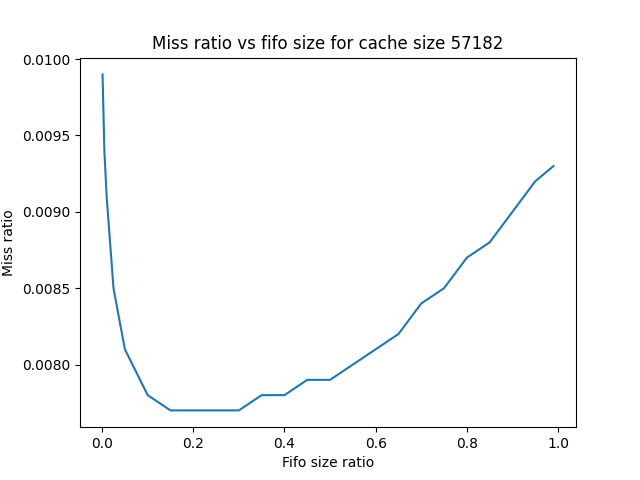 Miss ratio vs fifo size for cache size 57182
0.0100
0.0095
0.0090
0.0085
0.0080
Miss ratio
0.0 0.2 0.4 0.6 0.8 1.0
Fifo size ratio